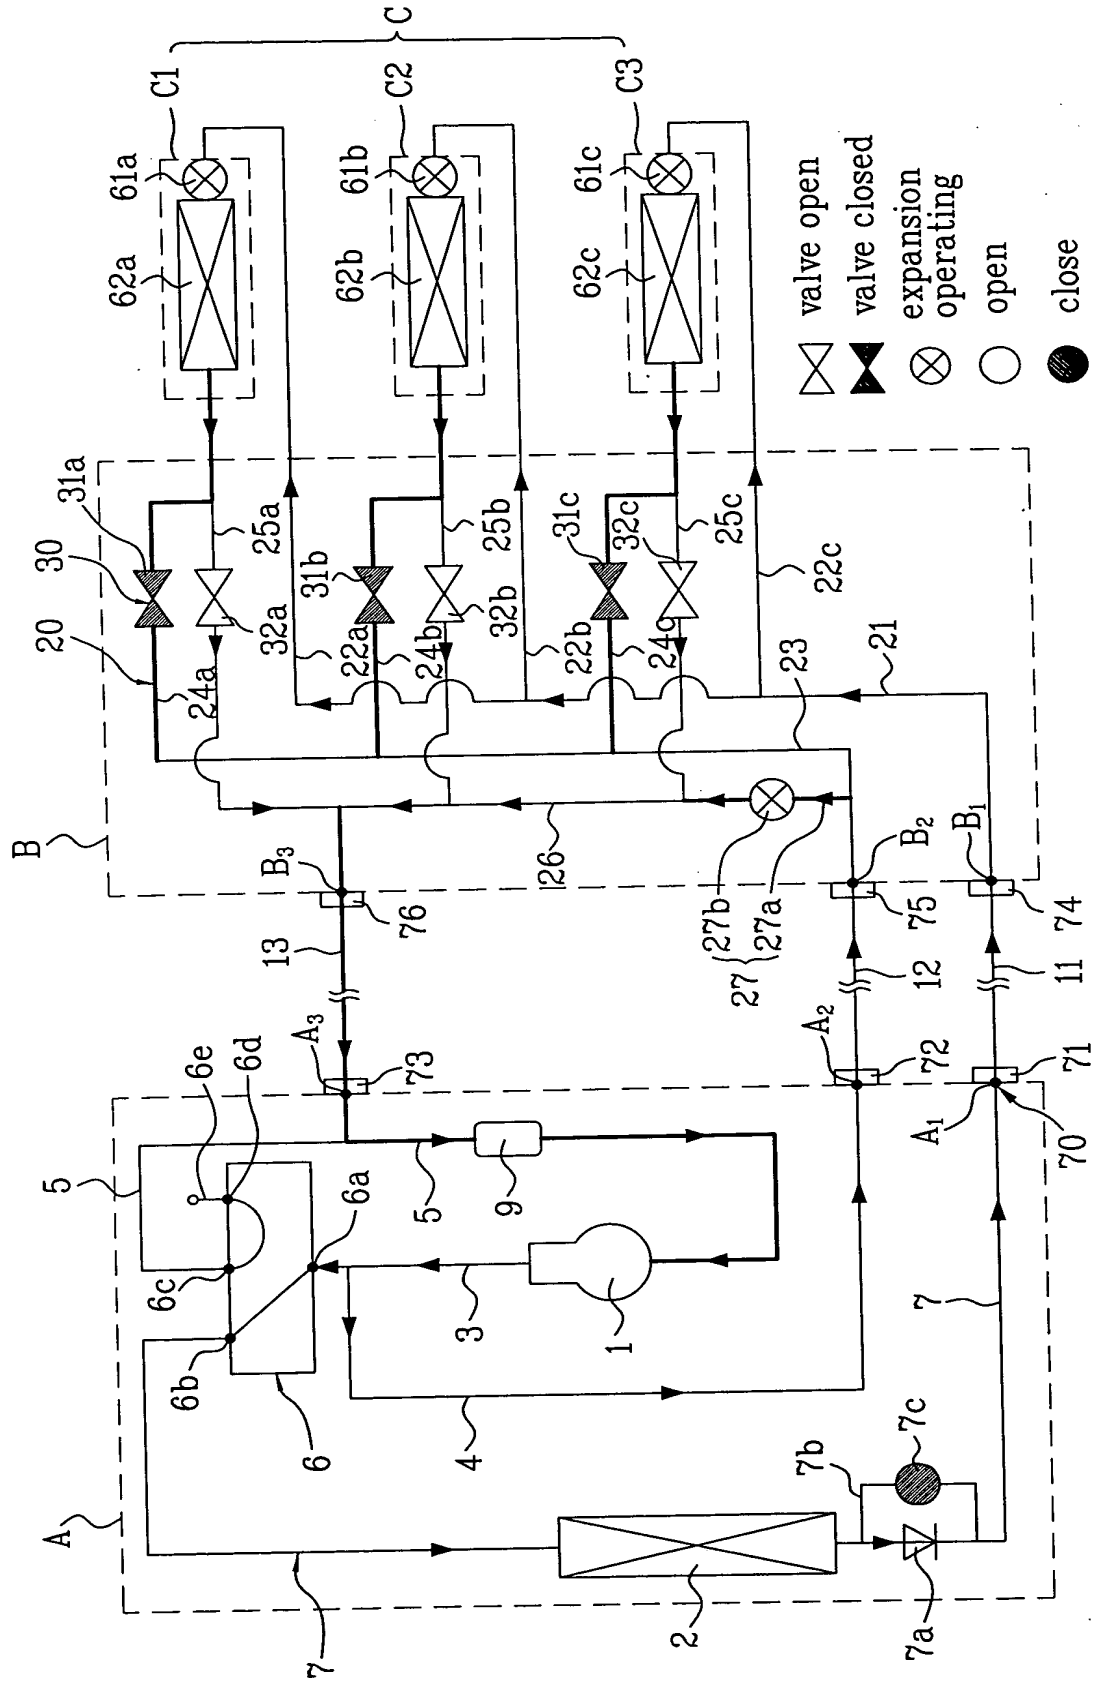 A
7
2
7a
7b
7c
7
4
6
6b
6c
6a
6d
6e
5
3
1
5
9
A3
73
A2
72
A1
71
70
13
12
11
B
B3
76
B2
75
B1
74
27b
27a
27
26
23
21
20
30
31a
24a
25a
32a
22a
31b
24b
25b
32b
22b
31c
32c
24c
25c
22c
C
C1
61a
62a
C2
61b
62b
C3
61c
62c
valve open
valve closed
expansion
operating
open
close